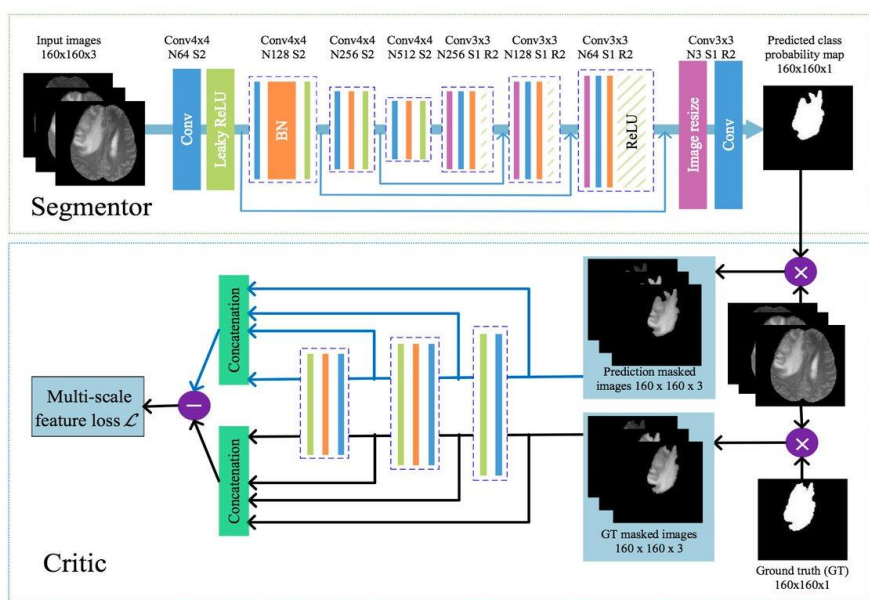 Input images
160x160x3
Conv4x4
N64 S2
Conv4x4
N128 S2
Conv4x4
N256 S2
Conv4x4
N512 S2
Conv3x3
N256 S1 R2
Conv3x3
N128 S1 R2
Conv3x3
N64 S1 R2
Conv3x3
N3 S1 R2
Predicted class
probability map
160x160x1
Conv
Leaky ReLU
BN
ReLU
Image resize
Conv
Segmentor
Concatenation
Prediction masked
images 160 x 160 x 3
Multi-scale
feature loss ℒ
Concatenation
GT masked images
160 x 160 x 3
Ground truth (GT)
160x160x1
Critic